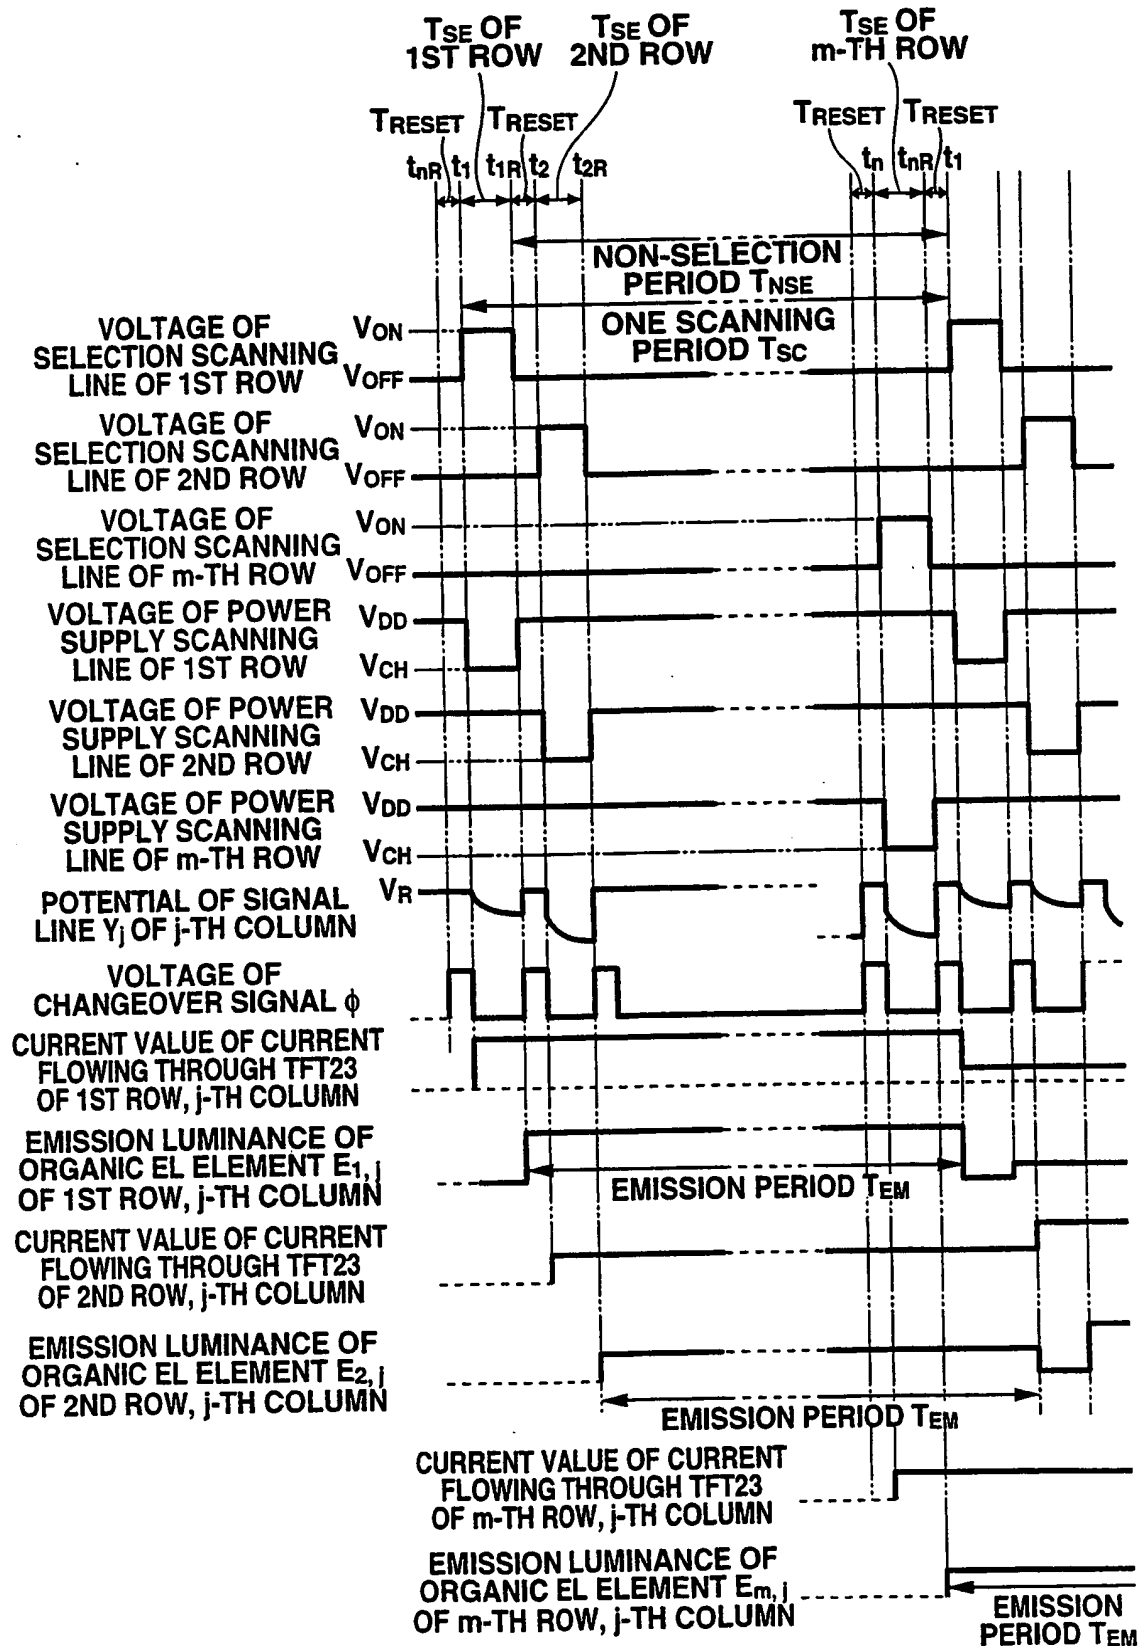 TSE OF
1ST ROW
TSE OF
2ND ROW
TSE OF
m-TH ROW
TRESET
TRESET
TRESET
TRESET
tnR
t1
t1R
t2
t2R
tn
tnR
t1
NON-SELECTION
PERIOD TNSE
ONE SCANNING
PERIOD TSC
VOLTAGE OF
SELECTION SCANNING
LINE OF 1ST ROW
VON
VOFF
VOLTAGE OF
SELECTION SCANNING
LINE OF 2ND ROW
VON
VOFF
VOLTAGE OF
SELECTION SCANNING
LINE OF m-TH ROW
VON
VOFF
VOLTAGE OF POWER
SUPPLY SCANNING
LINE OF 1ST ROW
VDD
VCH
VOLTAGE OF POWER
SUPPLY SCANNING
LINE OF 2ND ROW
VDD
VCH
VOLTAGE OF POWER
SUPPLY SCANNING
LINE OF m-TH ROW
VDD
VCH
POTENTIAL OF SIGNAL
LINE Yj OF j-TH COLUMN
VR
VOLTAGE OF
CHANGEOVER SIGNAL ϕ
CURRENT VALUE OF CURRENT
FLOWING THROUGH TFT23
OF 1ST ROW, j-TH COLUMN
EMISSION LUMINANCE OF
ORGANIC EL ELEMENT E1, j
OF 1ST ROW, j-TH COLUMN
EMISSION PERIOD TEM
CURRENT VALUE OF CURRENT
FLOWING THROUGH TFT23
OF 2ND ROW, j-TH COLUMN
EMISSION LUMINANCE OF
ORGANIC EL ELEMENT E2, j
OF 2ND ROW, j-TH COLUMN
EMISSION PERIOD TEM
CURRENT VALUE OF CURRENT
FLOWING THROUGH TFT23
OF m-TH ROW, j-TH COLUMN
EMISSION LUMINANCE OF
ORGANIC EL ELEMENT Em, j
OF m-TH ROW, j-TH COLUMN
EMISSION
PERIOD TEM